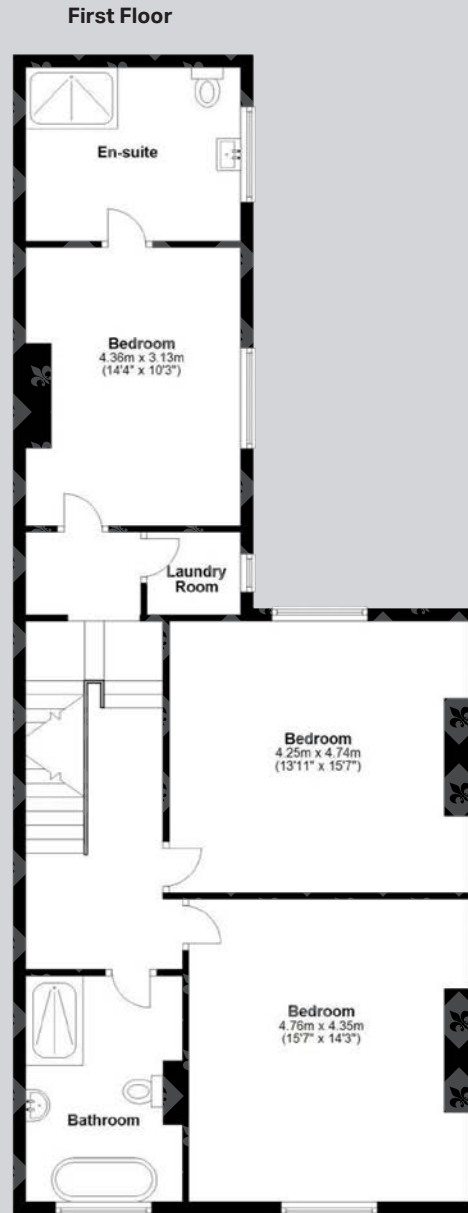 First Floor
En-suite
Bedroom
4.36m x 3.13m
(14'4" x 10'3")
Laundry
Room
Bedroom
4.25m x 4.74m
(13'11" x 15'7")
Bedroom
4.76m x 4.35m
(15'7" x 14'3")
Bathroom